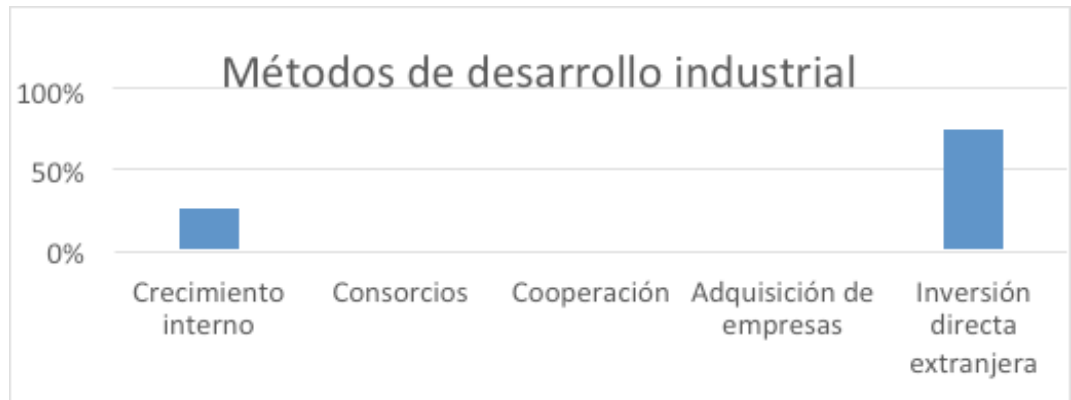 Métodos de desarrollo industrial
100%
50%
0%
Crecimiento
interno
Consorcios
Cooperación
Adquisición de
empresas
Inversión
directa
extranjera